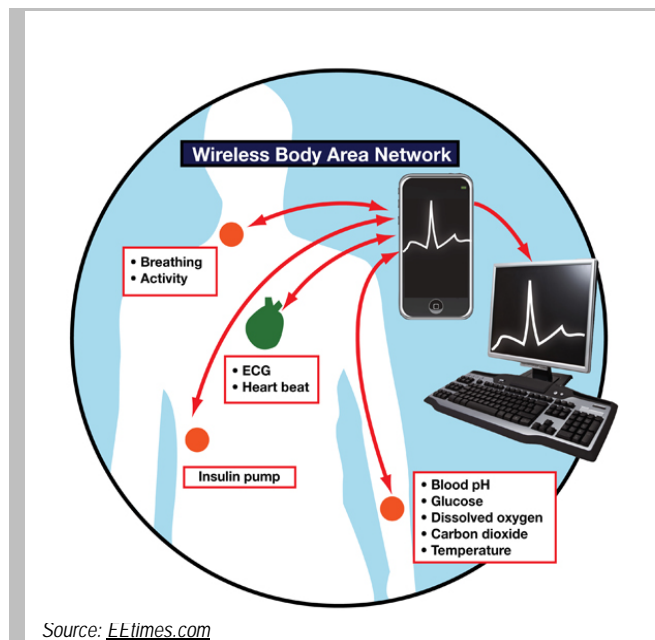 Wireless Body Area Network
• Breathing
• Activity
• ECG
• Heart beat
Insulin pump
• Blood pH
• Glucose
• Dissolved oxygen
• Carbon dioxide
• Temperature
Source: EEtimes.com